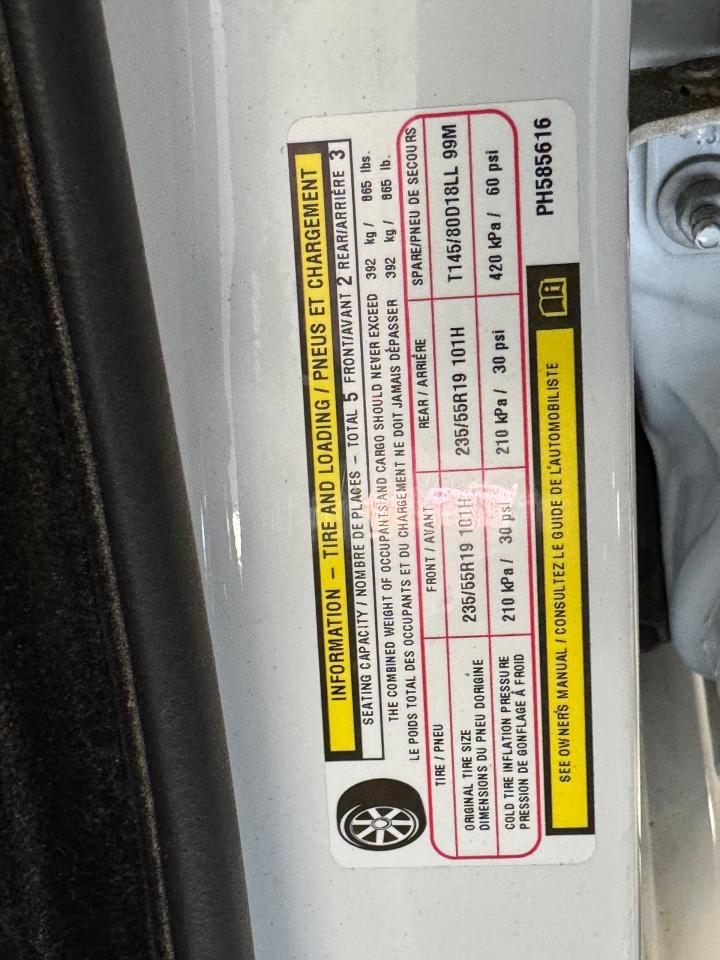 INFORMATION – TIRE AND LOADING / PNEUS ET CHARGEMENT
SEATING CAPACITY / NOMBRE DE PLACES – TOTAL 5 FRONT/AVANT 2 REAR/ARRIÈRE 3
THE COMBINED WEIGHT OF OCCUPANTS AND CARGO SHOULD NEVER EXCEED 392 kg / 865 lbs.
LE POIDS TOTAL DES OCCUPANTS ET DU CHARGEMENT NE DOIT JAMAIS DÉPASSER 392 kg / 865 lb.
TIRE / PNEU FRONT / AVANT REAR / ARRIÈRE SPARE/PNEU DE SECOURS
ORIGINAL TIRE SIZE
DIMENSIONS DU PNEU DORIGINE
235/55R19 101H 235/55R19 101H T145/80D18LL 99M
COLD TIRE INFLATION PRESSURE
PRESSION DE GONFLAGE À FROID
210 kPa / 30 psi 210 kPa / 30 psi 420 kPa / 60 psi
SEE OWNER'S MANUAL / CONSULTEZ LE GUIDE DE L'AUTOMOBILISTE
PH585616